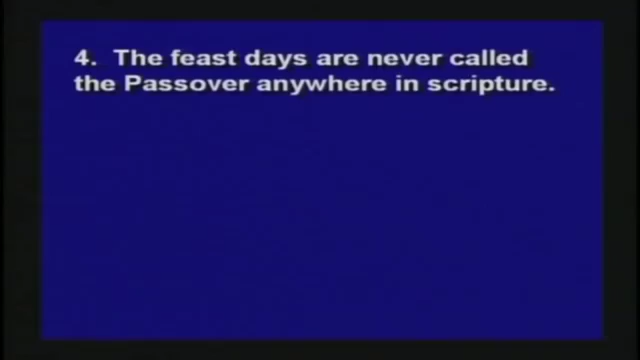 4. The feast days are never called
the Passover anywhere in scripture.